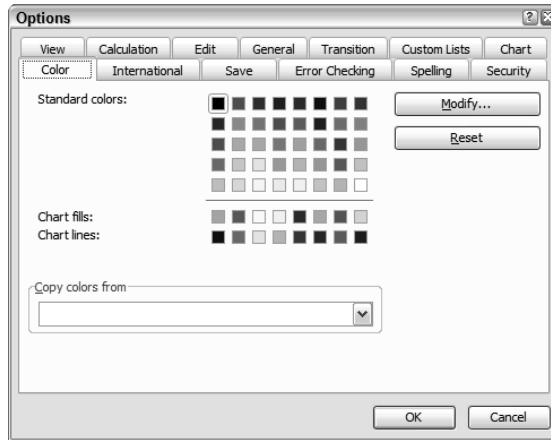 Options
View Calculation Edit General Transition Custom Lists Chart
Color International Save Error Checking Spelling Security
Standard colors:
Modify...
Reset
Chart fills:
Chart lines:
Copy colors from
OK Cancel